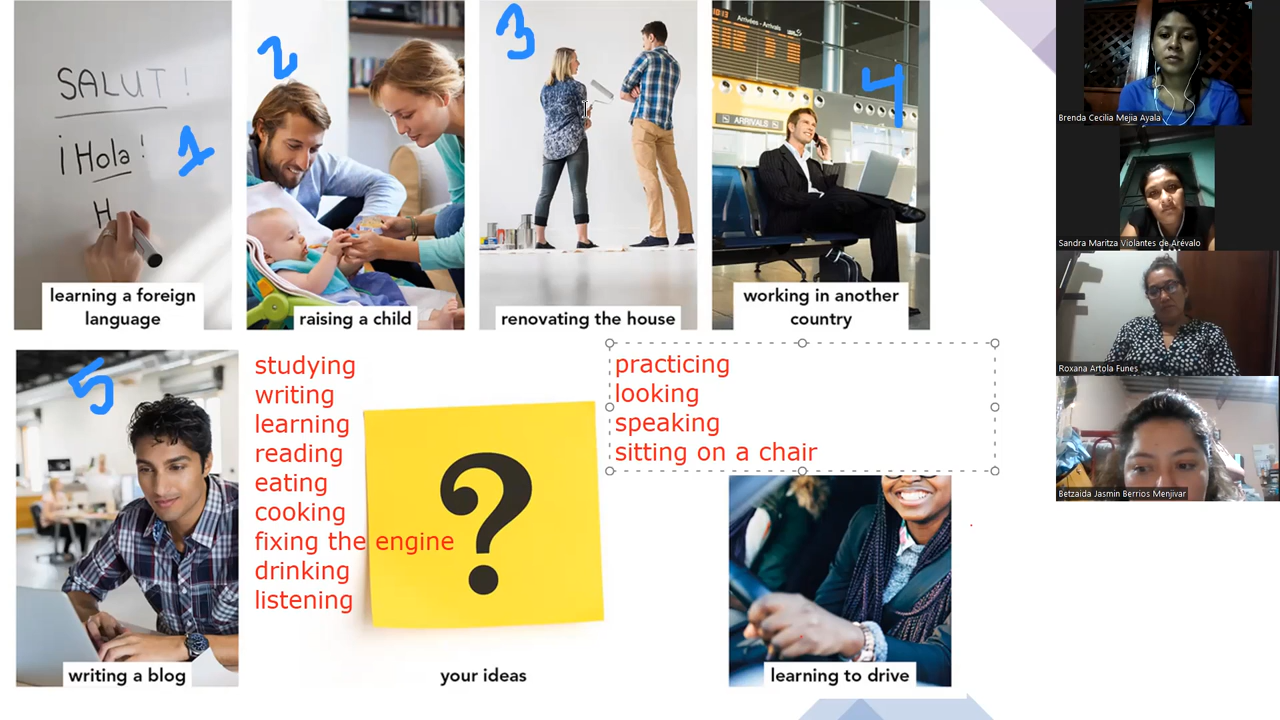 SALUT !
¡Hola !
H
1
learning a foreign
language
2
raising a child
3
renovating the house
Arrivées - Arrivals
4
ARRIVALS
working in another
country
5
writing a blog
studying
writing
learning
reading
eating
cooking
fixing the engine
drinking
listening
?
your ideas
practicing
looking
speaking
sitting on a chair
learning to drive
Brenda Cecilia Mejia Ayala
Sandra Maritza Violantes de Arévalo
Roxana Artola Funes
Betzaida Jasmin Berrios Menjivar